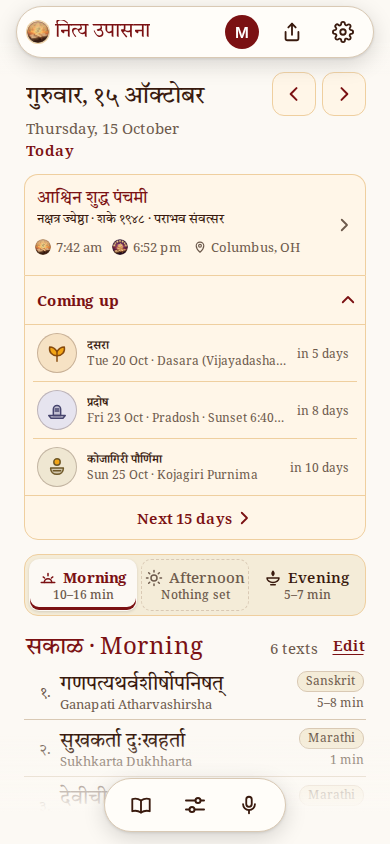 नित्य उपासना
M
गुरुवार, १५ ऑक्टोबर
Thursday, 15 October
Today
आश्विन शुद्ध पंचमी
नक्षत्र ज्येष्ठा · शके १९४८ · पराभव संवत्सर
7:42 am 6:52 pm Columbus, OH
Coming up
दसरा
Tue 20 Oct · Dasara (Vijayadasha...
in 5 days
प्रदोष
Fri 23 Oct · Pradosh · Sunset 6:40...
in 8 days
कोजागिरी पौर्णिमा
Sun 25 Oct · Kojagiri Purnima
in 10 days
Next 15 days
Morning
10–16 min
Afternoon
Nothing set
Evening
5–7 min
सकाळ · Morning
6 texts
Edit
१.
गणपत्यथर्वशीर्षोपनिषत्
Ganapati Atharvashirsha
Sanskrit
5–8 min
२.
सुखकर्ता दुःखहर्ता
Sukhkarta Dukhharta
Marathi
1 min
Marathi